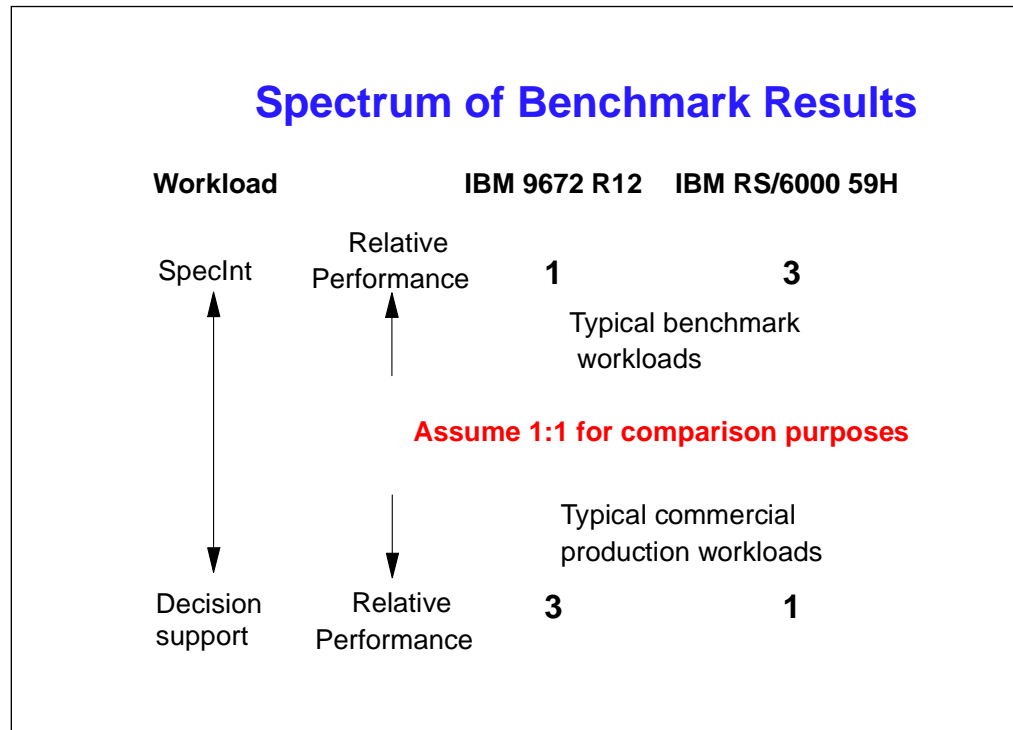 Spectrum of Benchmark Results
Workload IBM 9672 R12 IBM RS/6000 59H
SpecInt Relative Performance 1 3
Typical benchmark
workloads
Assume 1:1 for comparison purposes
Typical commercial
production workloads
Decision support Relative Performance 3 1